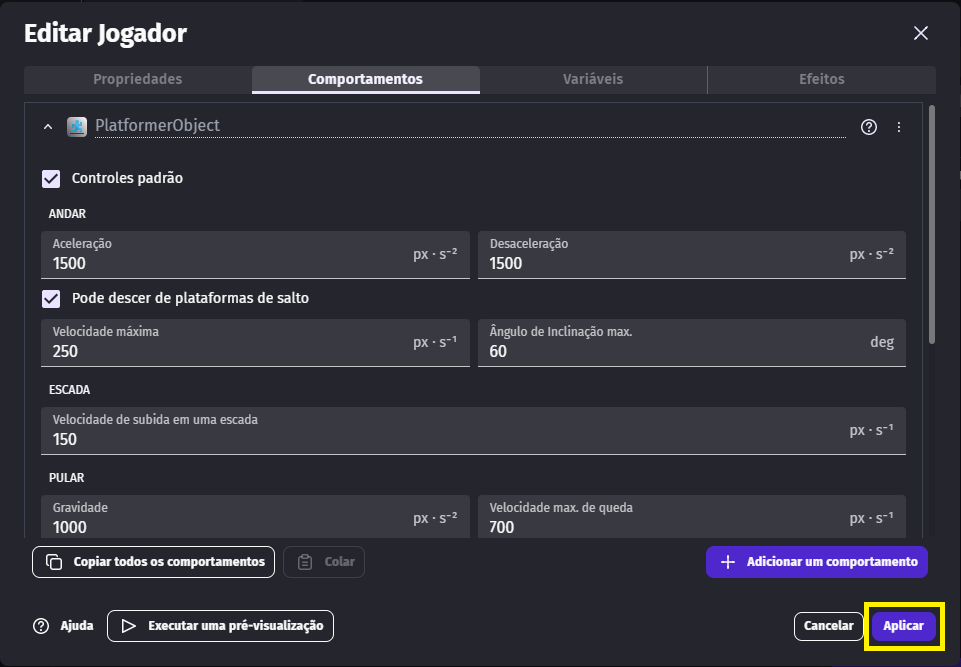 Editar Jogador
Propriedades Comportamentos Variáveis Efeitos
PlatformerObject
Controles padrão
ANDAR
Aceleração Desaceleração
1500 px · s⁻² 1500 px · s⁻²
Pode descer de plataformas de salto
Velocidade máxima Ângulo de Inclinação max.
250 px · s⁻¹ 60 deg
ESCADA
Velocidade de subida em uma escada
150 px · s⁻¹
PULAR
Gravidade Velocidade max. de queda
1000 px · s⁻² 700 px · s⁻¹
Copiar todos os comportamentos Colar Adicionar um comportamento
Ajuda Executar uma pré-visualização Cancelar Aplicar